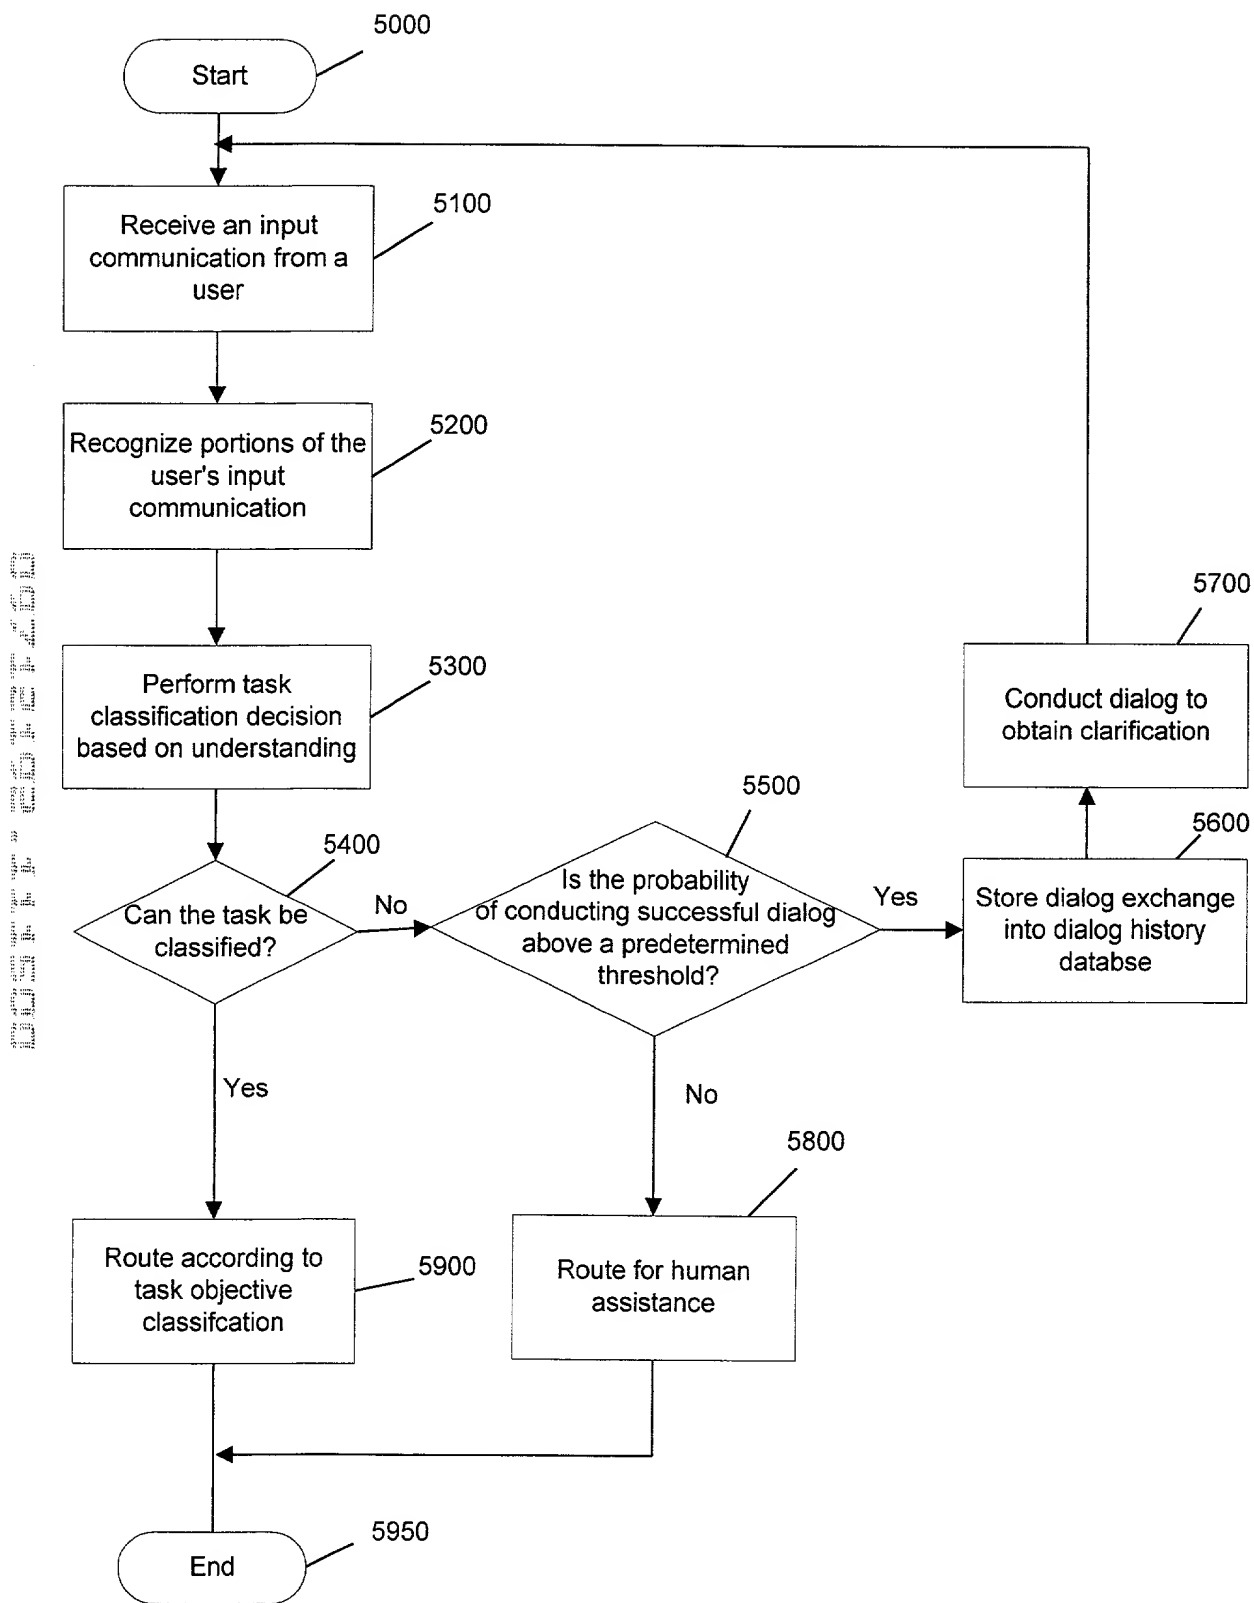 5000
Start
5100
Receive an input
communication from a
user
5200
Recognize portions of the
user's input
communication
5300
Perform task
classification decision
based on understanding
5400
Can the task be
classified?
No
5500
Is the probability
of conducting successful dialog
above a predetermined
threshold?
Yes
5600
Store dialog exchange
into dialog history
databse
5700
Conduct dialog to
obtain clarification
Yes
No
5800
Route for human
assistance
5900
Route according to
task objective
classifcation
5950
End